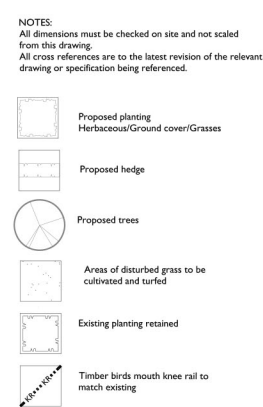 NOTES:
All dimensions must be checked on site and not scaled
from this drawing.
All cross references are to the latest revision of the relevant
drawing or specification being referenced.
Proposed planting
Herbaceous/Ground cover/Grasses
Proposed hedge
Proposed trees
Areas of disturbed grass to be
cultivated and turfed
Existing planting retained
KR KR
Timber birds mouth knee rail to
match existing